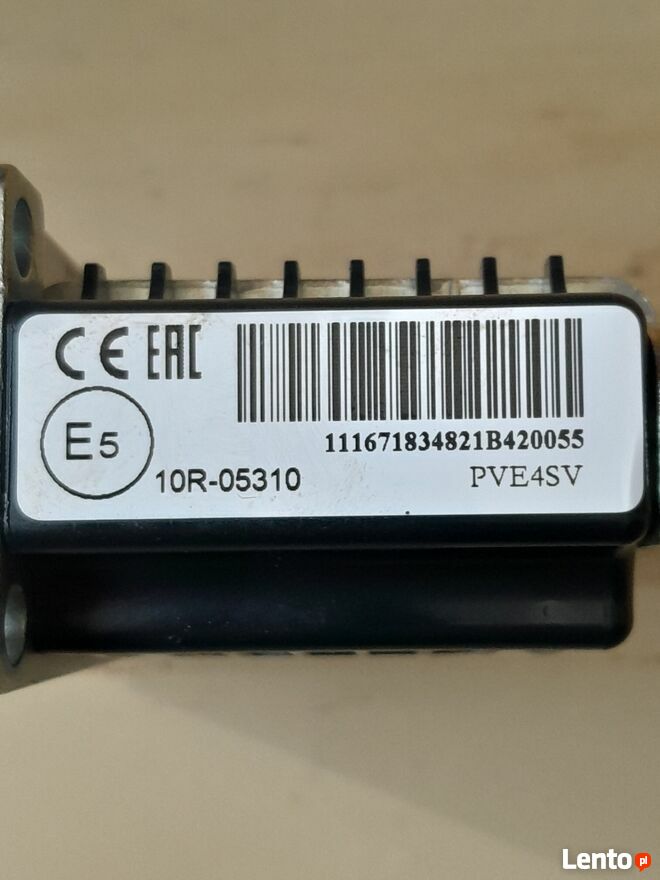 CE EAC
111671834821B420055
E5
10R-05310
PVE4SV
Lento.pl